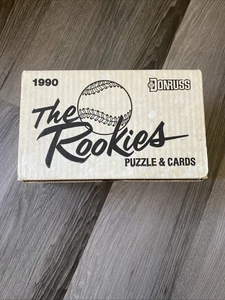 1990
DONRUSS
The
Rookies
PUZZLE & CARDS